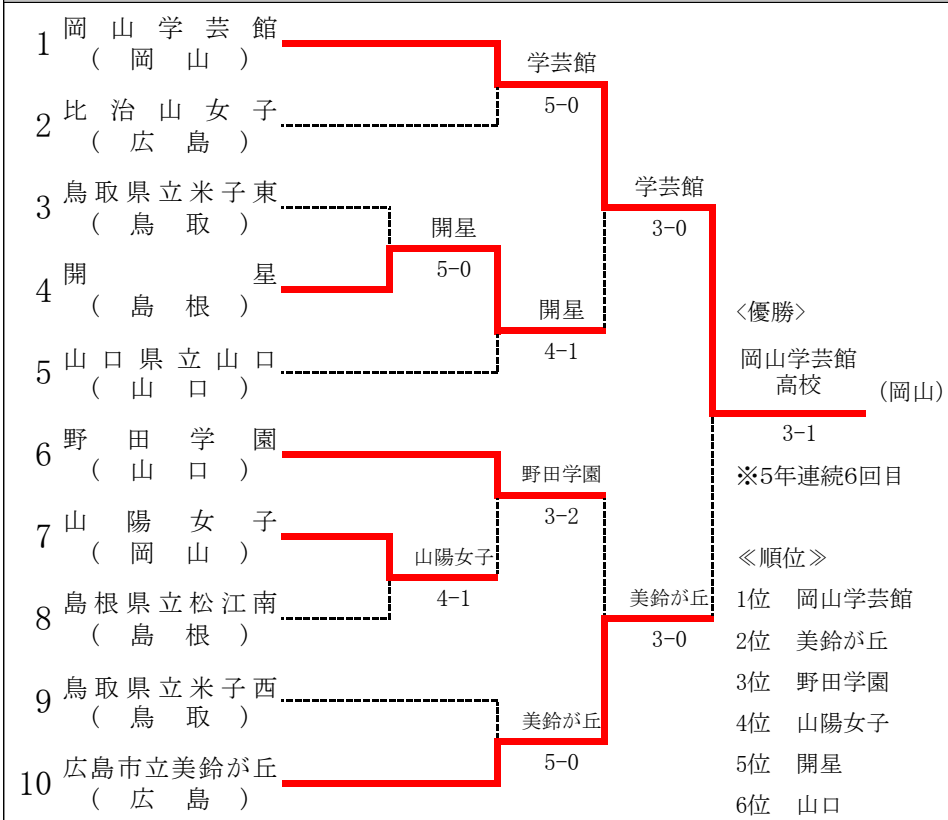 1 岡山学芸館
(岡山)
2 比治山女子
(広島)
3 鳥取県立米子東
(鳥取)
4 開星
(島根)
5 山口県立山口
(山口)
6 野田学園
(山口)
7 山陽女子
(岡山)
8 島根県立松江南
(島根)
9 鳥取県立米子西
(鳥取)
10 広島市立美鈴が丘
(広島)
開星
5-0
山陽女子
4-1
学芸館
5-0
開星
4-1
野田学園
3-2
美鈴が丘
5-0
学芸館
3-0
美鈴が丘
3-0
<優勝>
岡山学芸館
高校
(岡山)
3-1
※5年連続6回目
≪順位≫
1位 岡山学芸館
2位 美鈴が丘
3位 野田学園
4位 山陽女子
5位 開星
6位 山口